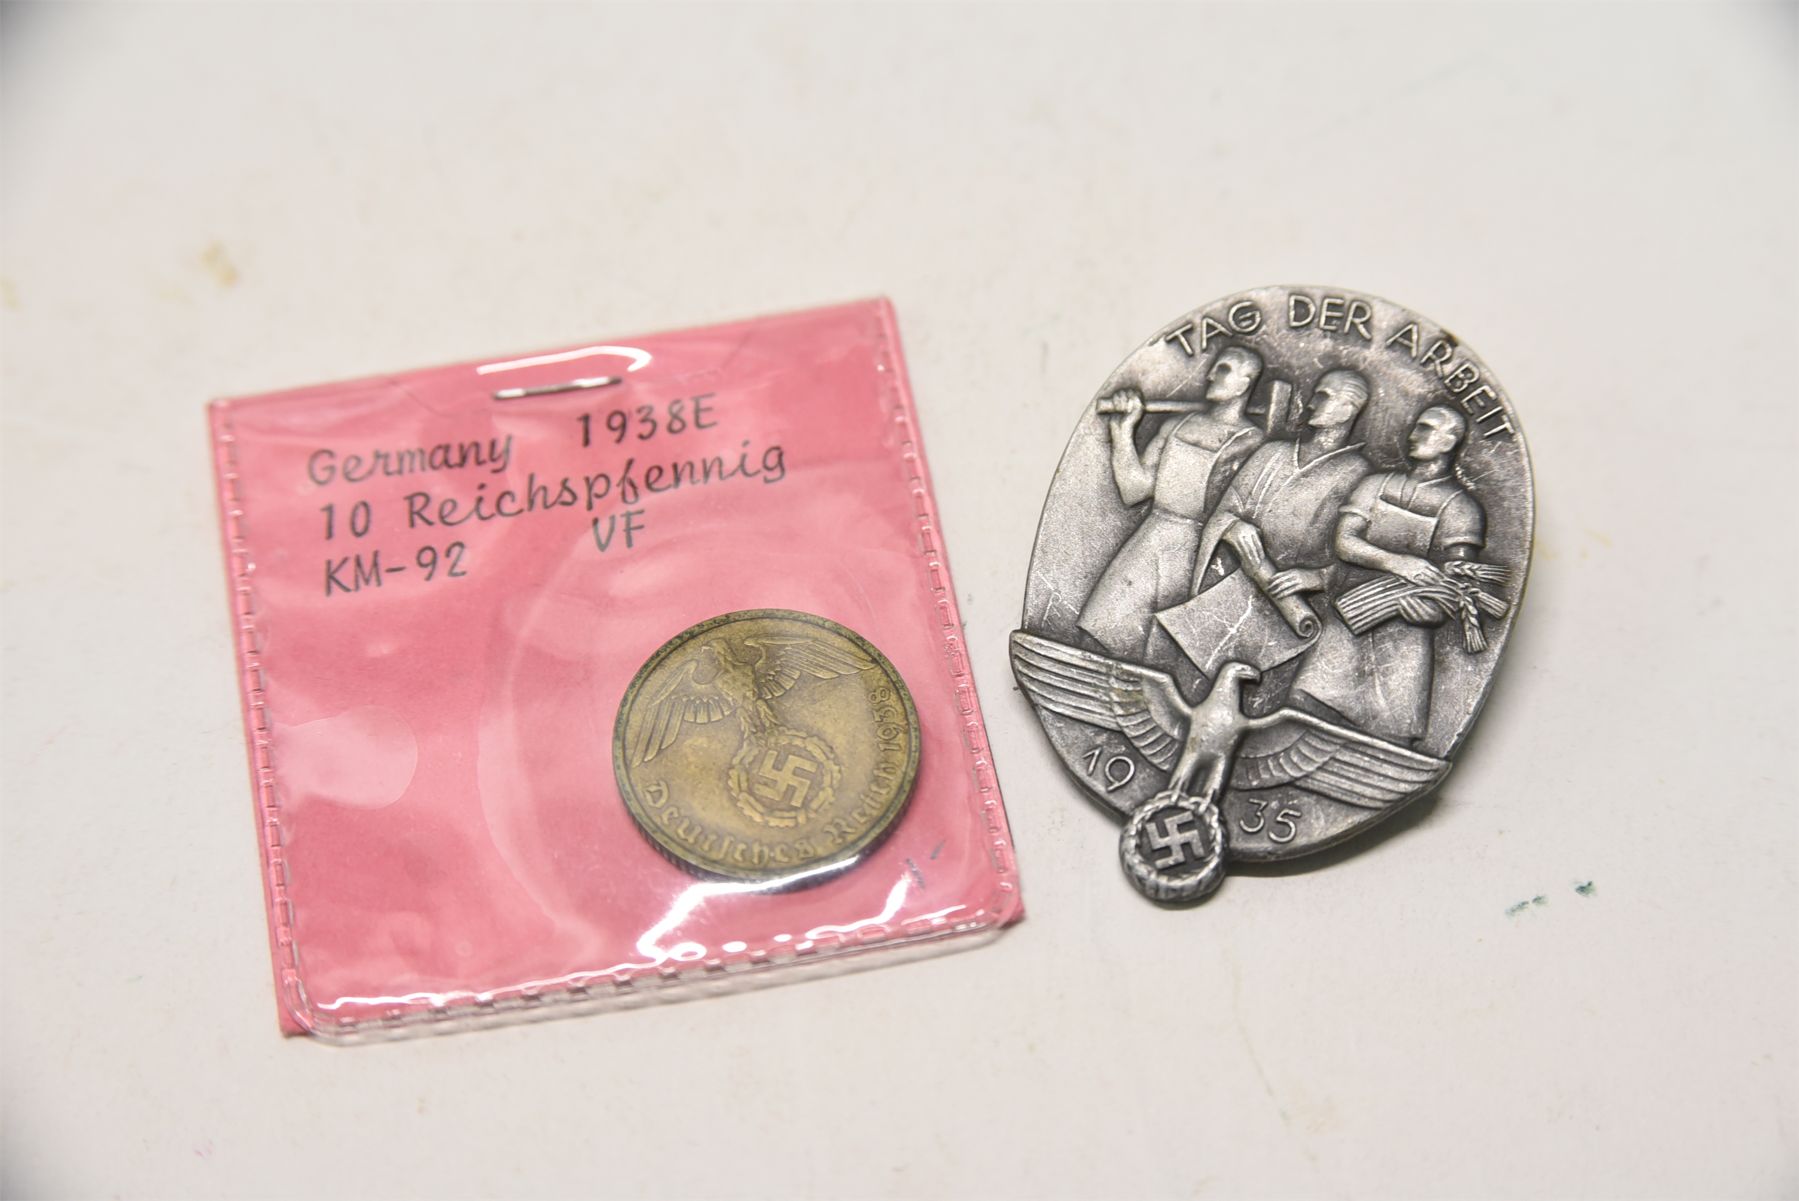 Germany 1938E
10 Reichspfennig
KM-92 VF
Deutsches Reich 1938
TAG DER ARBEIT
19 35